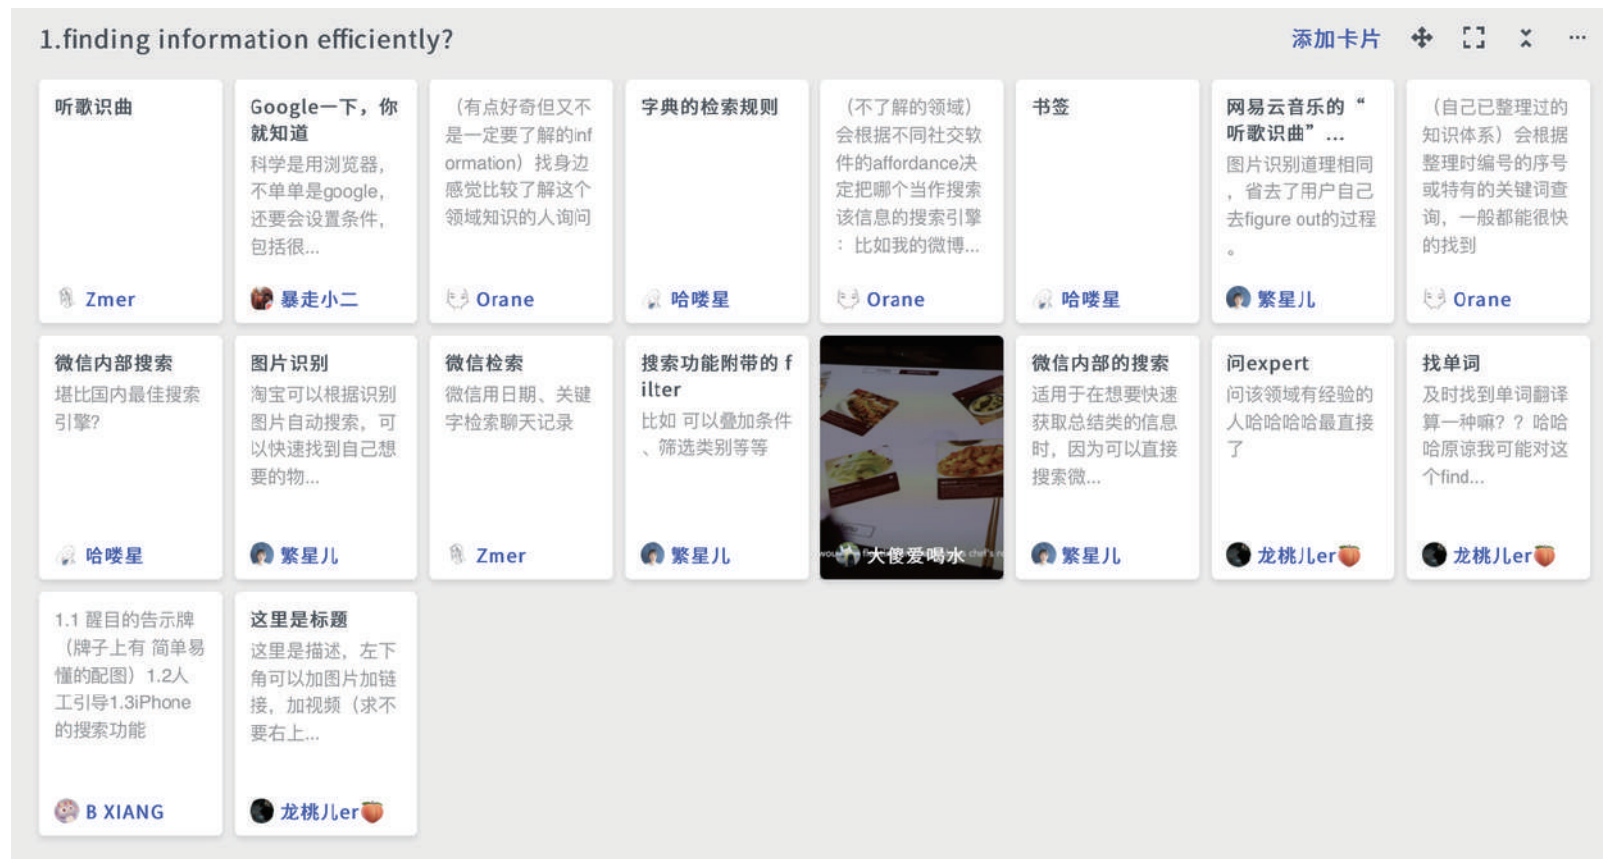 1.finding information efficiently?
添加卡片
听歌识曲
Zmer
Google一下，你
就知道
科学是用浏览器，
不单单是google，
还要会设置条件，
包括很...
暴走小二
（有点好奇但又不
是一定要了解的inf
ormation）找身边
感觉比较了解这个
领域知识的人询问
Orane
字典的检索规则
哈喽星
（不了解的领域）
会根据不同社交软
件的affordance决
定把哪个当作搜索
该信息的搜索引擎
：比如我的微博...
Orane
书签
哈喽星
网易云音乐的“
听歌识曲”...
图片识别道理相同
，省去了用户自己
去figure out的过程
。
繁星儿
（自己已整理过的
知识体系）会根据
整理时编号的序号
或特有的关键词查
询，一般都能很快
的找到
Orane
微信内部搜索
堪比国内最佳搜索
引擎?
哈喽星
图片识别
淘宝可以根据识别
图片自动搜索，可
以快速找到自己想
要的物...
繁星儿
微信检索
微信用日期、关键
字检索聊天记录
Zmer
搜索功能附带的 f
ilter
比如 可以叠加条件
、筛选类别等等
繁星儿
大傻爱喝水
微信内部的搜索
适用于在想要快速
获取总结类的信息
时，因为可以直接
搜索微...
繁星儿
问expert
问该领域有经验的
人哈哈哈哈最直接
了
龙桃儿er🍑
找单词
及时找到单词翻译
算一种嘛？？哈哈
哈原谅我可能对这
个find...
龙桃儿er🍑
1.1 醒目的告示牌
（牌子上有 简单易
懂的配图）1.2人
工引导1.3iPhone
的搜索功能
B XIANG
这里是标题
这里是描述，左下
角可以加图片加链
接，加视频（求不
要右上...
龙桃儿er🍑